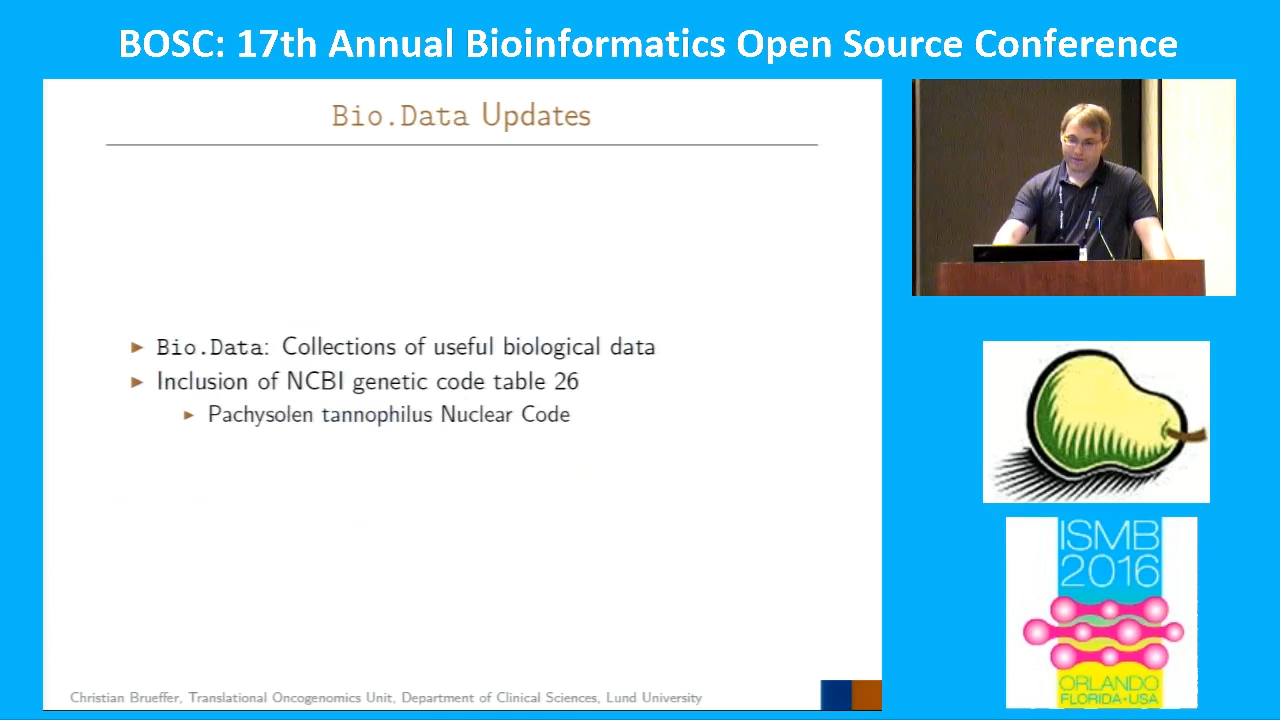 BOSC: 17th Annual Bioinformatics Open Source Conference
Bio.Data Updates
Bio.Data: Collections of useful biological data
Inclusion of NCBI genetic code table 26
Pachysolen tannophilus Nuclear Code
Christian Brueffer, Translational Oncogenomics Unit, Department of Clinical Sciences, Lund University
ISMB
2016
ORLANDO
FLORIDA•USA